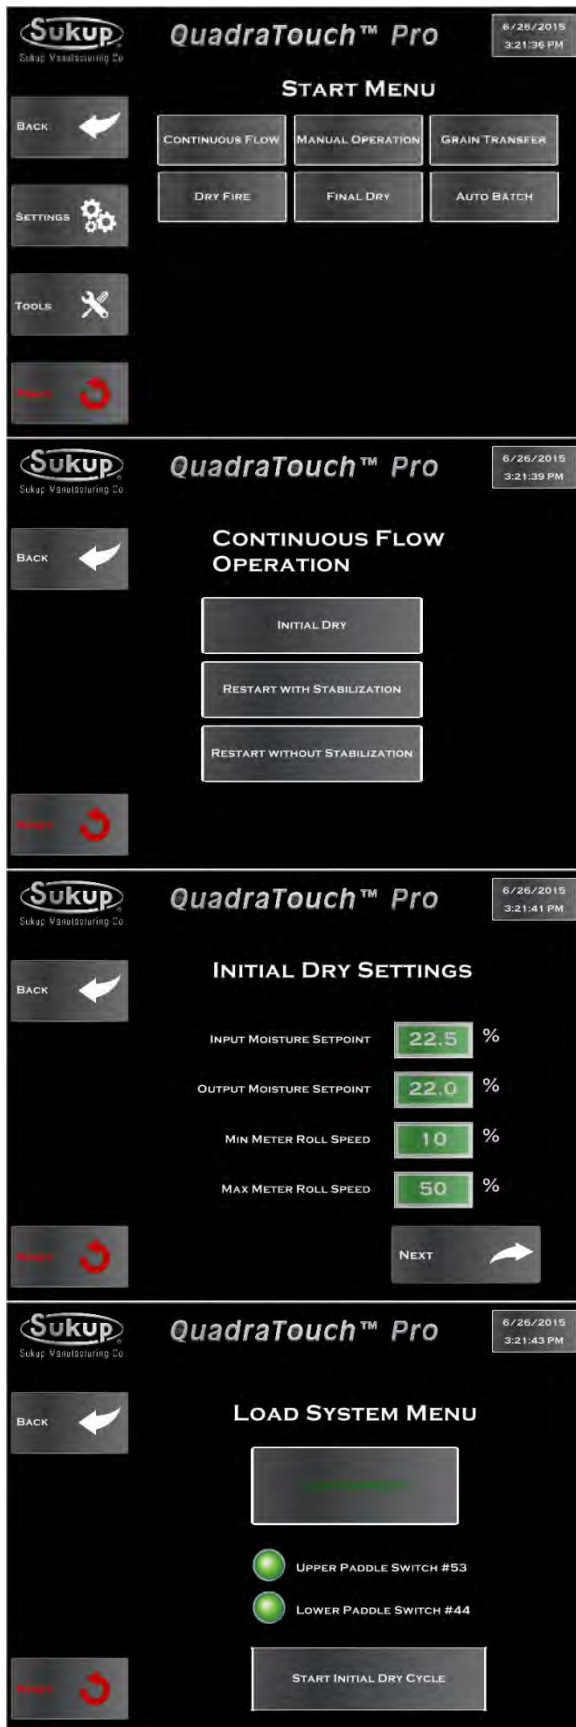 Sukup
Sukup Manufacturing Co.
QuadraTouch™ Pro
6/26/2015
3:21:36 PM
START MENU
BACK
CONTINUOUS FLOW
MANUAL OPERATION
GRAIN TRANSFER
DRY FIRE
FINAL DRY
AUTO BATCH
SETTINGS
TOOLS
RESET
Sukup
Sukup Manufacturing Co.
QuadraTouch™ Pro
6/26/2015
3:21:39 PM
BACK
CONTINUOUS FLOW
OPERATION
INITIAL DRY
RESTART WITH STABILIZATION
RESTART WITHOUT STABILIZATION
RESET
Sukup
Sukup Manufacturing Co.
QuadraTouch™ Pro
6/26/2015
3:21:41 PM
BACK
INITIAL DRY SETTINGS
INPUT MOISTURE SETPOINT 22.5 %
OUTPUT MOISTURE SETPOINT 22.0 %
MIN METER ROLL SPEED 10 %
MAX METER ROLL SPEED 50 %
RESET
NEXT
Sukup
Sukup Manufacturing Co.
QuadraTouch™ Pro
6/26/2015
3:21:43 PM
BACK
LOAD SYSTEM MENU
UPPER PADDLE SWITCH #53
LOWER PADDLE SWITCH #44
START INITIAL DRY CYCLE
RESET